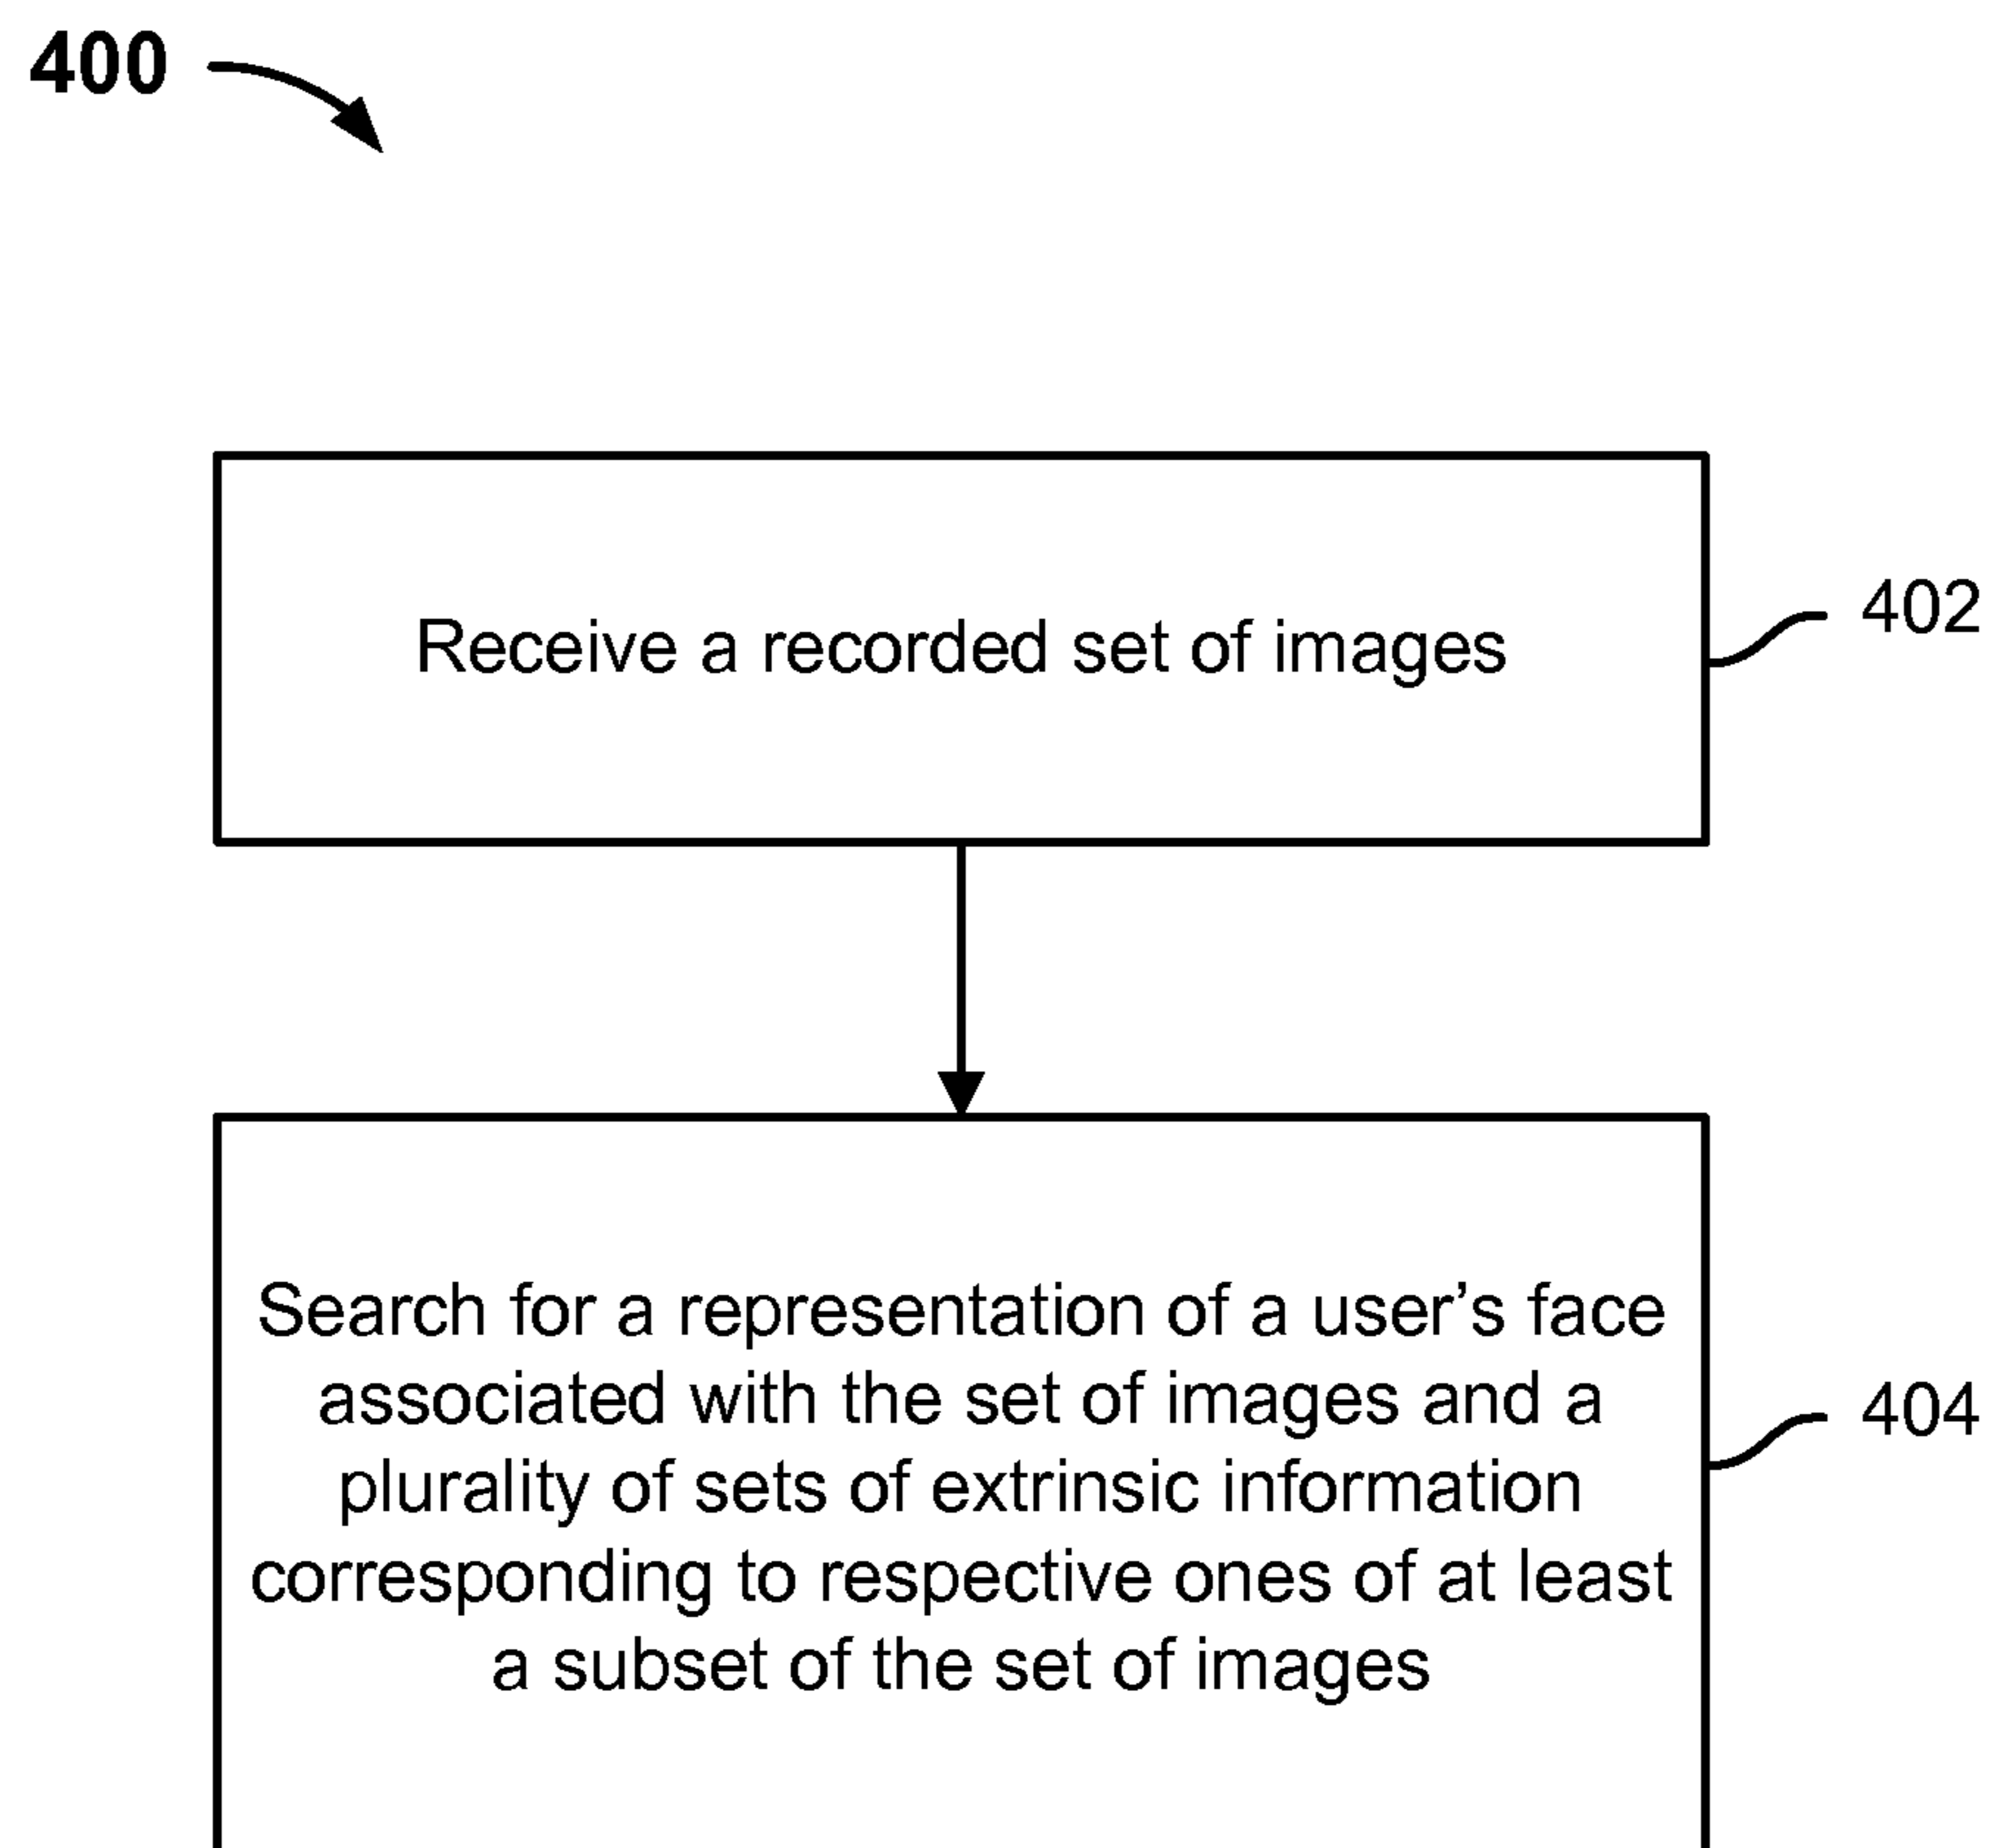 400
Receive a recorded set of images
402
Search for a representation of a user’s face
associated with the set of images and a
plurality of sets of extrinsic information
corresponding to respective ones of at least
a subset of the set of images
404